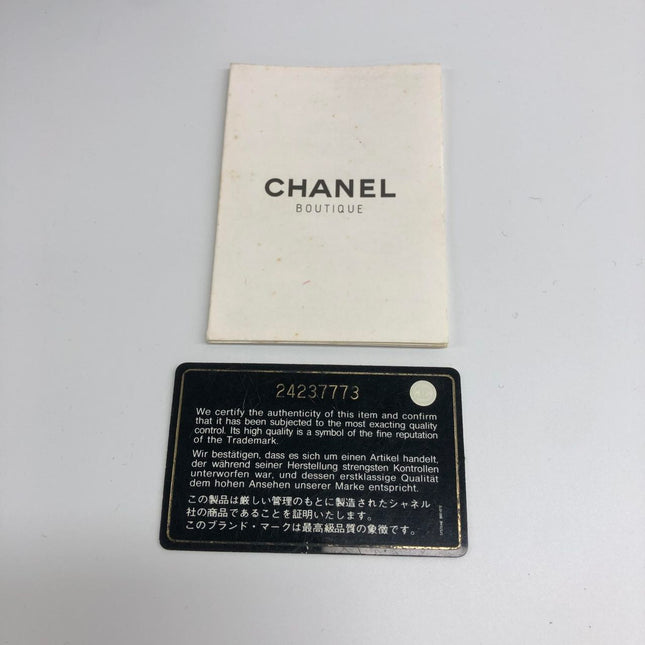 CHANEL
BOUTIQUE
24237773
We certify the authenticity of this item and confirm
that it has been subjected to the most exacting quality
control. Its high quality is a symbol of the fine reputation
of the Trademark.
Wir bestätigen, dass es sich um einen Artikel handelt,
der während seiner Herstellung strengsten Kontrollen
unterworfen war, und dessen erstklassige Qualität
dem hohen Ansehen unserer Marke entspricht.
この製品は厳しい管理のもとに製造されたシャネル
社の商品であることを証明いたします。
このブランド・マークは最高級品質の象徴です。